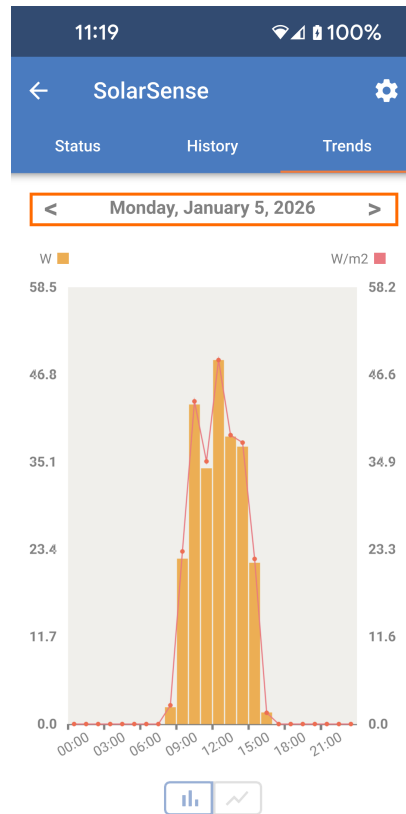 11:19 100%
SolarSense
Status History Trends
< Monday, January 5, 2026 >
W W/m2
58.5 58.2
46.8 46.6
35.1 34.9
23.4 23.3
11.7 11.6
0.0 0.0
00:00 03:00 06:00 09:00 12:00 15:00 18:00 21:00